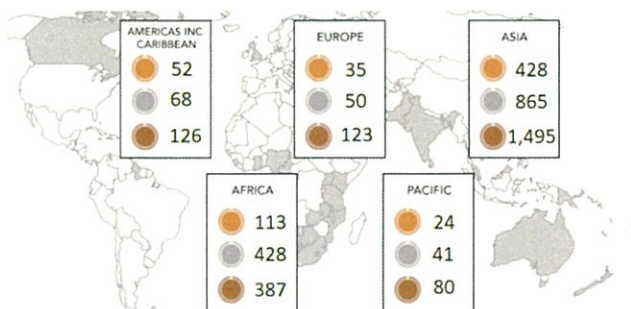 AMERICAS INC.
CARIBBEAN
52
68
126
EUROPE
35
50
123
ASIA
428
865
1,495
AFRICA
113
428
387
PACIFIC
24
41
80